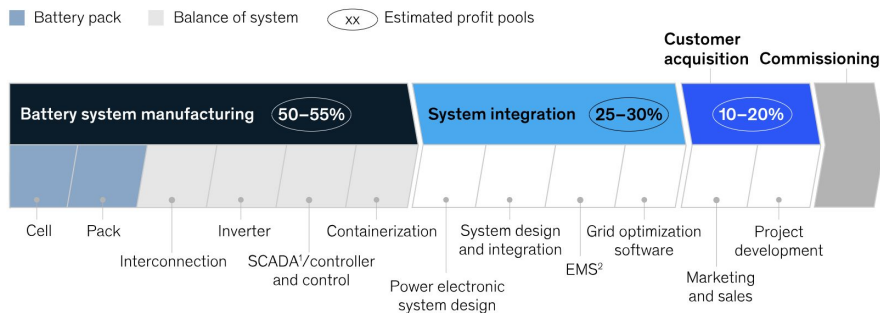 Battery pack
Balance of system
xx
Estimated profit pools
Customer
acquisition
Commissioning
Battery system manufacturing
50–55%
System integration
25–30%
10–20%
Cell
Pack
Interconnection
Inverter
SCADA¹/controller
and control
Containerization
Power electronic
system design
System design
and integration
EMS²
Grid optimization
software
Marketing
and sales
Project
development